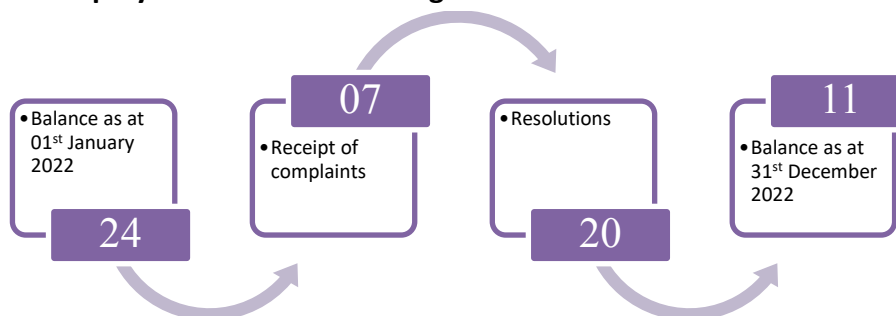 •Balance as at
01st January
2022
24
07
•Receipt of
complaints
•Resolutions
20
11
•Balance as at
31st December
2022